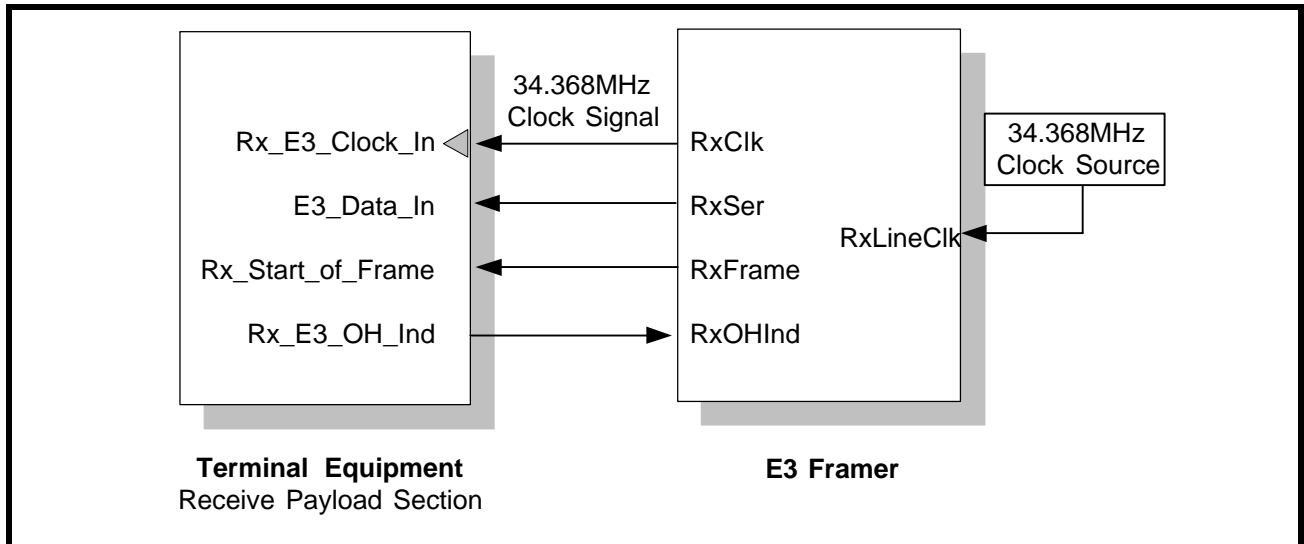 34.368MHz
Clock Signal
34.368MHz
Clock Source
Rx_E3_Clock_In
RxClk
E3_Data_In
RxSer
RxLineClk
Rx_Start_of_Frame
RxFrame
Rx_E3_OH_Ind
RxOHInd
Terminal Equipment
Receive Payload Section
E3 Framer